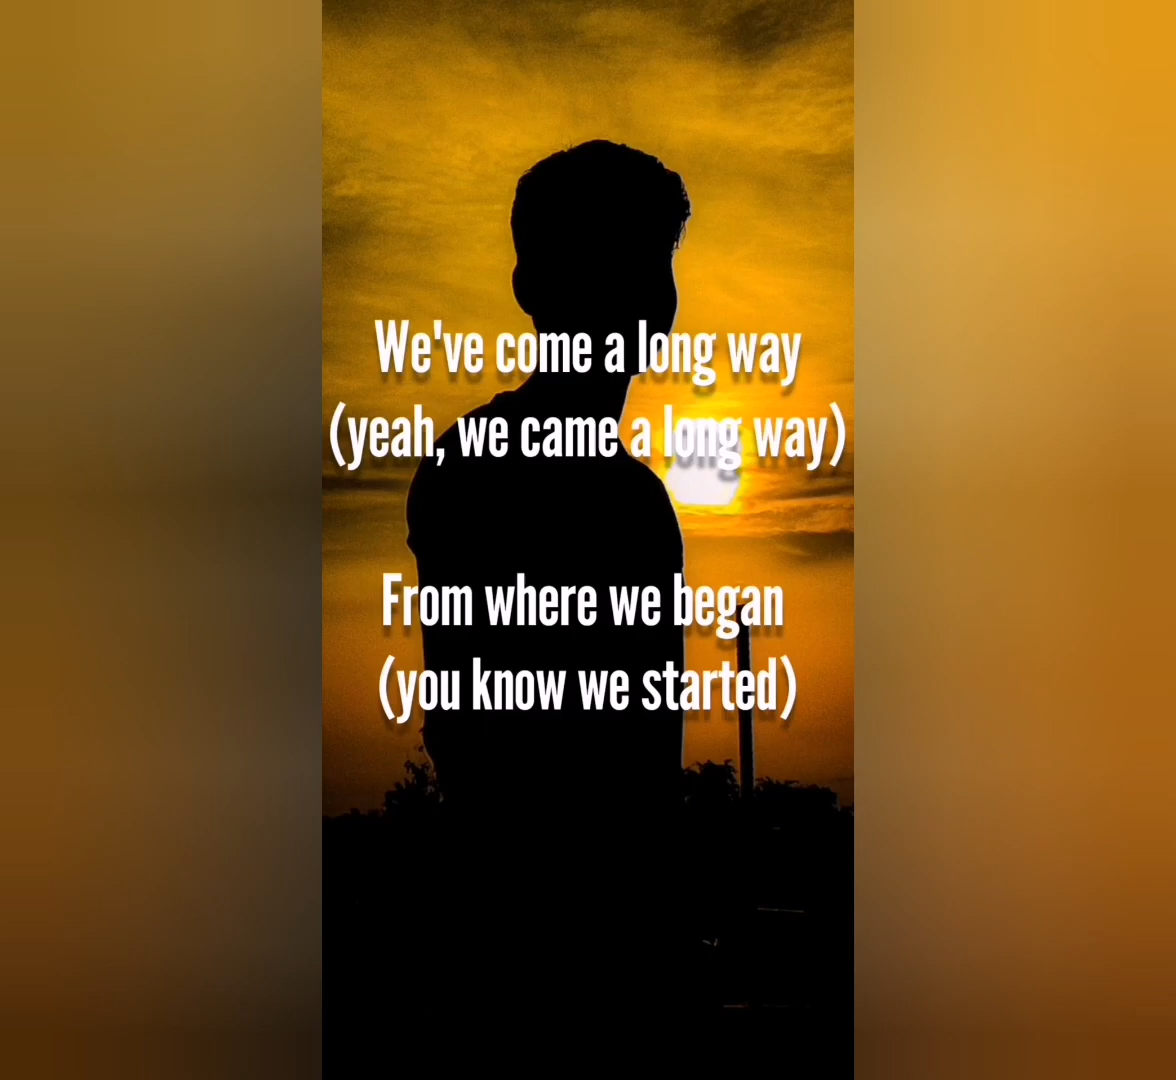 We've come a long way
(yeah, we came a long way)
From where we began
(you know we started)